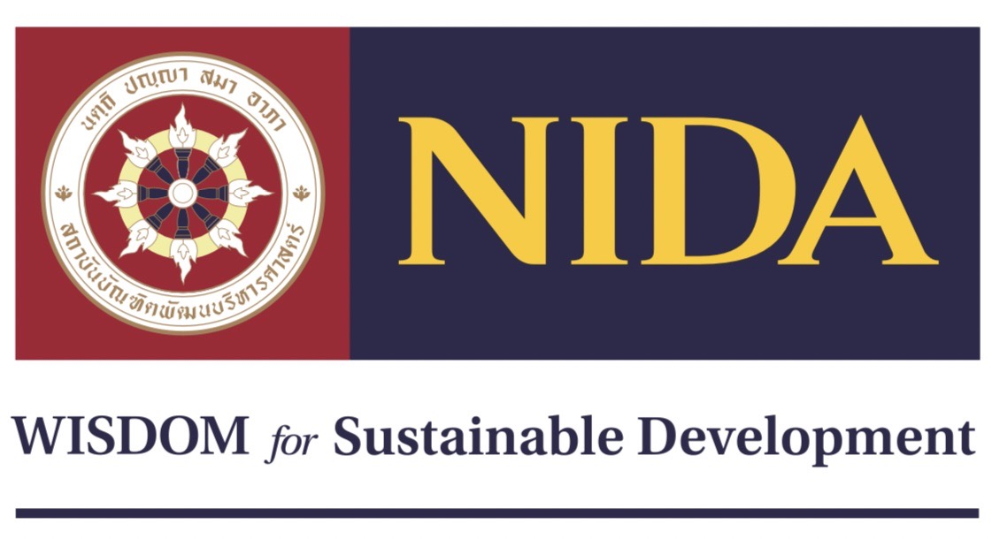 นตฺถิ ปญฺญา สมา อาภา
สถาบันบัณฑิตพัฒนบริหารศาสตร์
NIDA
WISDOM for Sustainable Development